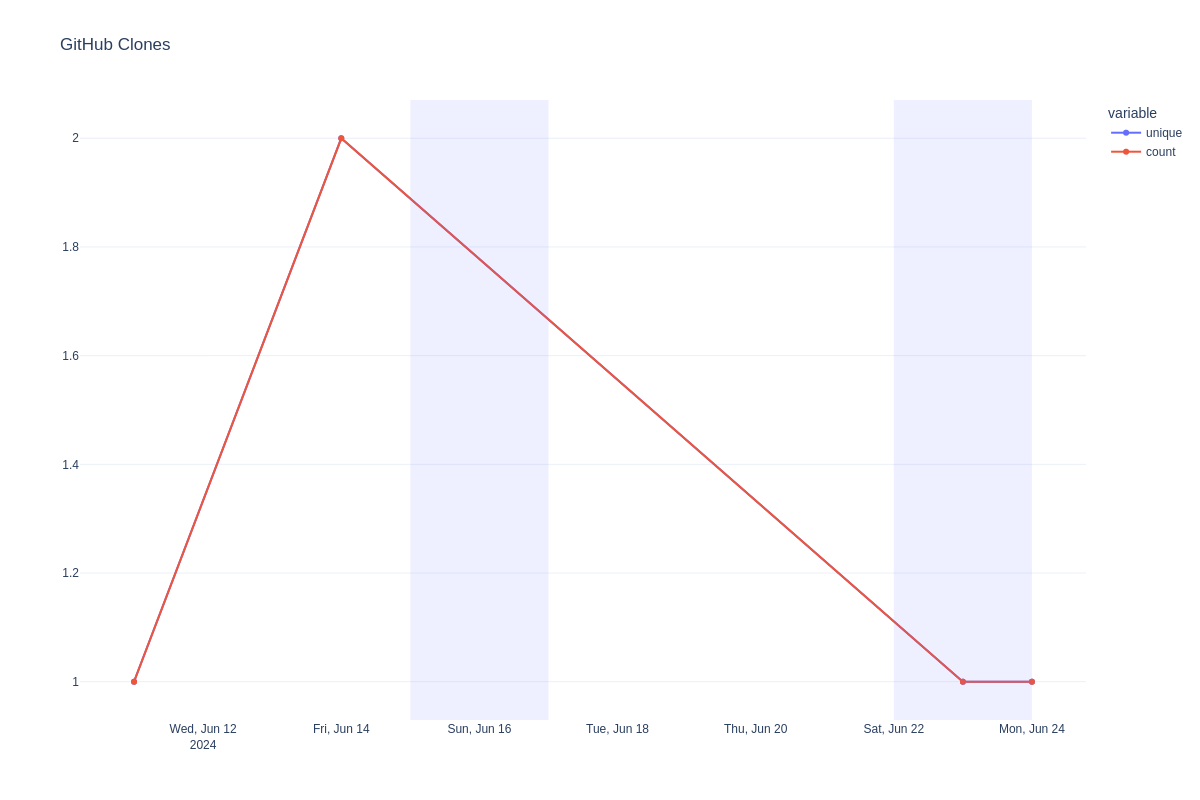 GitHub Clones
variable
unique
count
2
1.8
1.6
1.4
1.2
1
Wed, Jun 12
2024
Fri, Jun 14
Sun, Jun 16
Tue, Jun 18
Thu, Jun 20
Sat, Jun 22
Mon, Jun 24